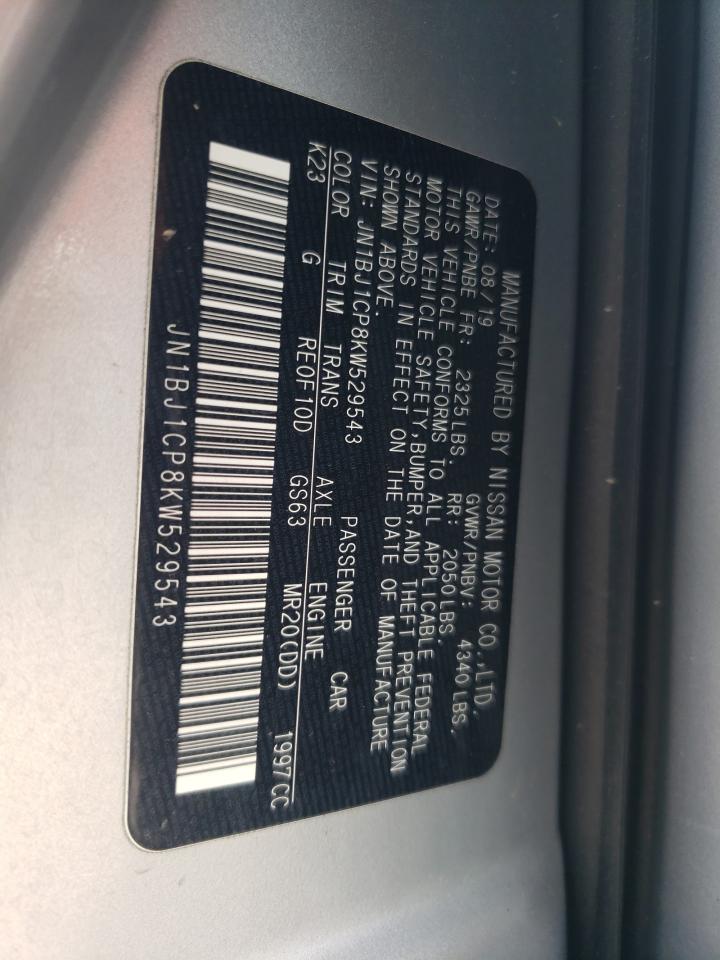 MANUFACTURED BY NISSAN MOTOR CO.,LTD.
DATE: 08/19 GVWR/PNBV: 4340LBS,
GAWR/PNBE FR: 2325LBS. RR: 2050LBS.
THIS VEHICLE CONFORMS TO ALL APPLICABLE FEDERAL
MOTOR VEHICLE SAFETY,BUMPER,AND THEFT PREVENTION
STANDARDS IN EFFECT ON THE DATE OF MANUFACTURE
SHOWN ABOVE.
VIN: JN1BJ1CP8KW529543 PASSENGER CAR
COLOR TRIM TRANS AXLE ENGINE
K23 G REOF10D GS63 MR20(DD) 1997CC
JN1BJ1CP8KW529543